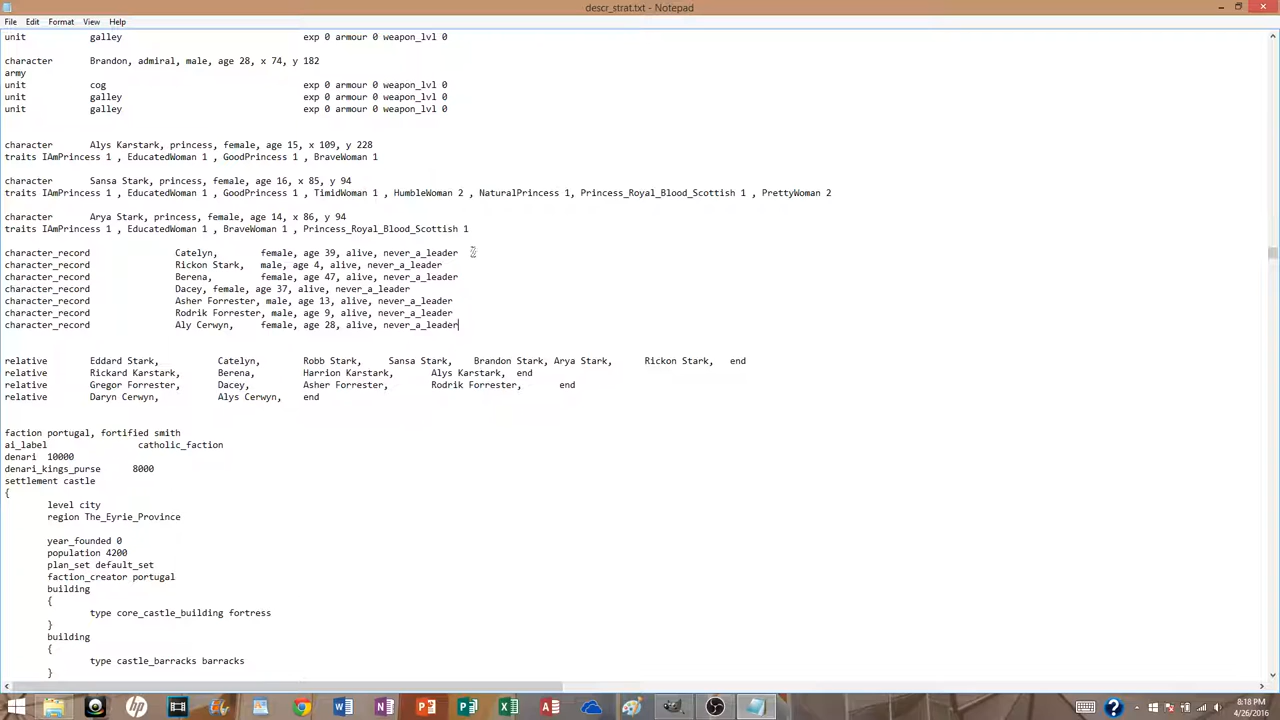 descr_strat.txt - Notepad
File Edit Format View Help
unit galley exp 0 armour 0 weapon_lvl 0
character Brandon, admiral, male, age 28, x 74, y 182
army
unit cog exp 0 armour 0 weapon_lvl 0
unit galley exp 0 armour 0 weapon_lvl 0
unit galley exp 0 armour 0 weapon_lvl 0
character Alys Karstark, princess, female, age 15, x 109, y 228
traits IAmPrincess 1 , EducatedWoman 1 , GoodPrincess 1 , BraveWoman 1
character Sansa Stark, princess, female, age 16, x 85, y 94
traits IAmPrincess 1 , EducatedWoman 1 , GoodPrincess 1 , TimidWoman 1 , HumbleWoman 2 , NaturalPrincess 1, Princess_Royal_Blood_Scottish 1 , PrettyWoman 2
character Arya Stark, princess, female, age 14, x 86, y 94
traits IAmPrincess 1 , EducatedWoman 1 , BraveWoman 1 , Princess_Royal_Blood_Scottish 1
character_record Catelyn, female, age 39, alive, never_a_leader
character_record Rickon Stark, male, age 4, alive, never_a_leader
character_record Berena, female, age 47, alive, never_a_leader
character_record Dacey, female, age 37, alive, never_a_leader
character_record Asher Forrester, male, age 13, alive, never_a_leader
character_record Rodrik Forrester, male, age 9, alive, never_a_leader
character_record Aly Cerwyn, female, age 28, alive, never_a_leader
relative Eddard Stark, Catelyn, Robb Stark, Sansa Stark, Brandon Stark, Arya Stark, Rickon Stark, end
relative Rickard Karstark, Berena, Harrion Karstark, Alys Karstark, end
relative Gregor Forrester, Dacey, Asher Forrester, Rodrik Forrester, end
relative Daryn Cerwyn, Alys Cerwyn, end
faction portugal, fortified smith
ai_label catholic_faction
denari 10000
denari_kings_purse 8000
settlement castle
{
level city
region The_Eyrie_Province
year_founded 0
population 4200
plan_set default_set
faction_creator portugal
building
{
type core_castle_building fortress
}
building
{
type castle_barracks barracks
}
8:18 PM
4/26/2016